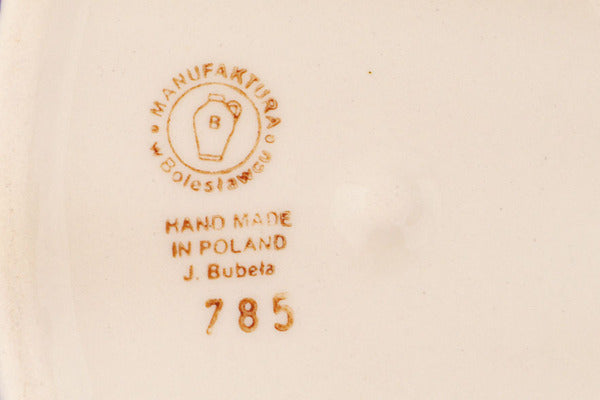 MANUFAKTURA
w Bolesławcu
B
HAND MADE
IN POLAND
J. Bubeła
785